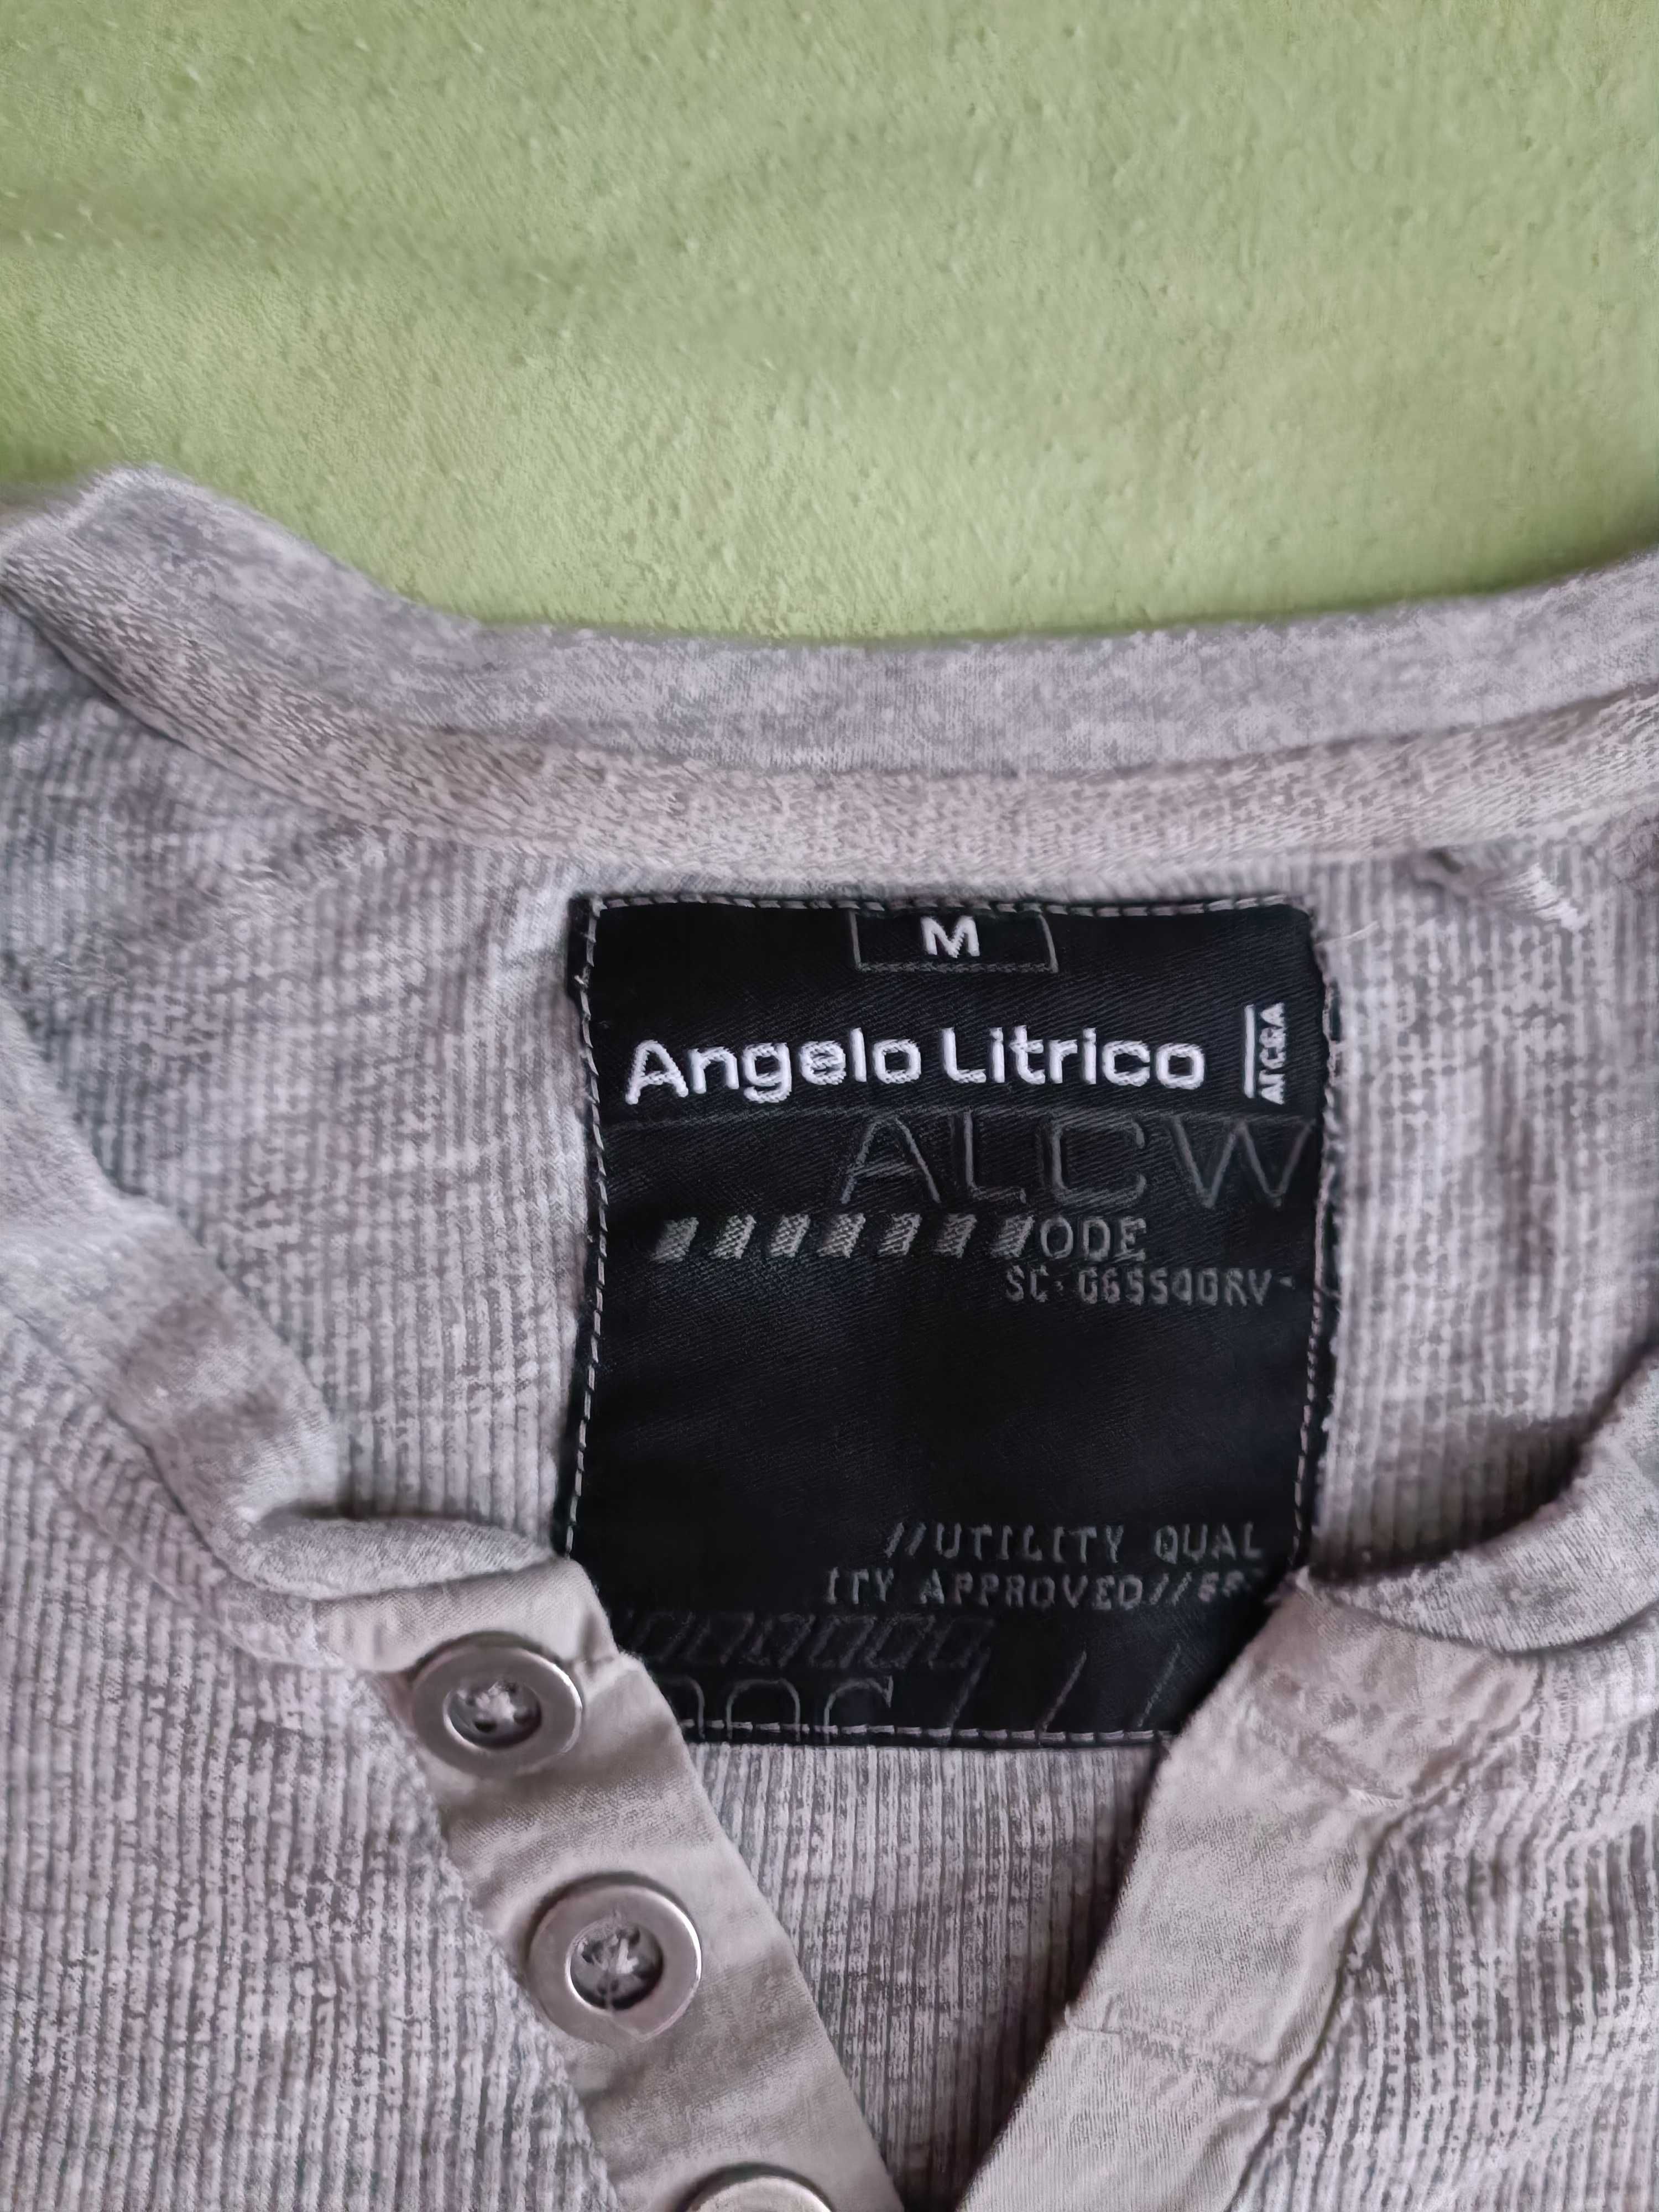 M
Angelo Litrico
ALCW
ODE
//UTILITY QUAL
ITY APPROVED//